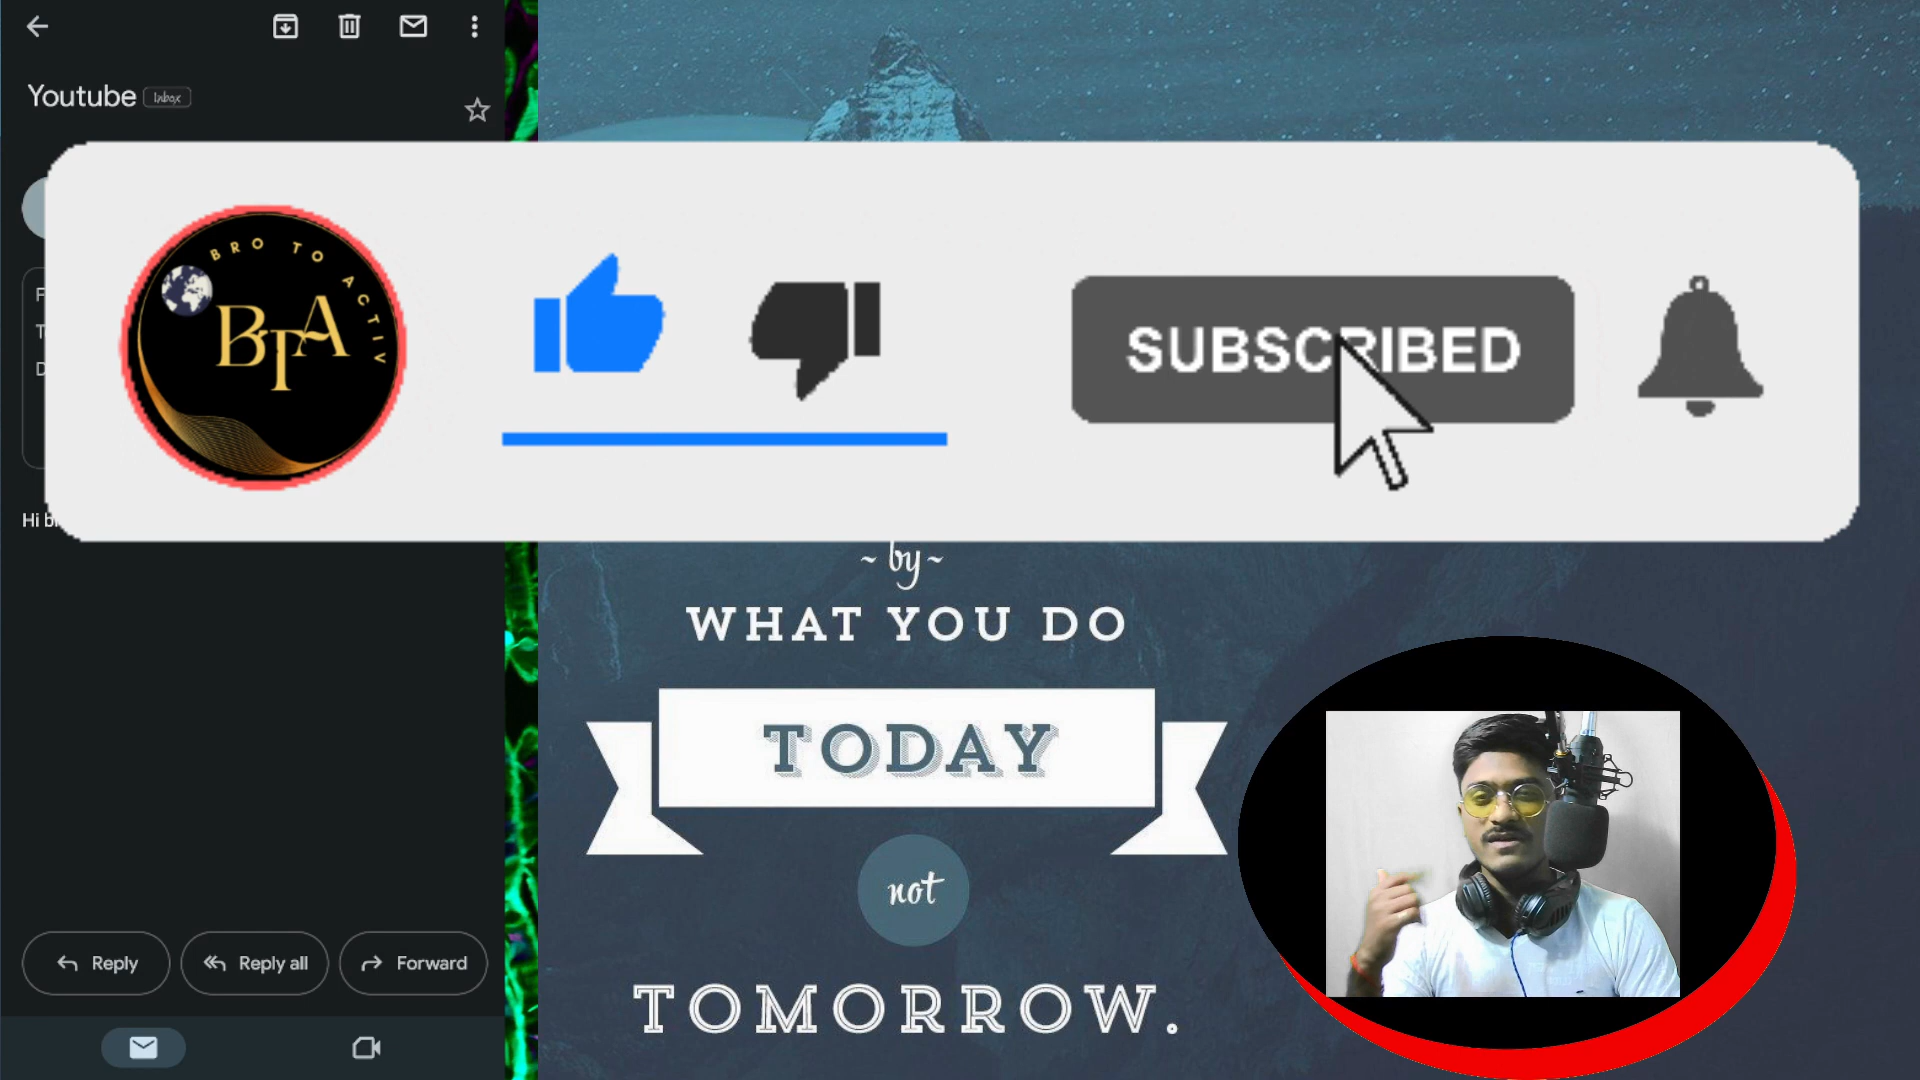 Youtube Inbox
BRO TO ACTIV
BTA
SUBSCRIBED
F
T
D
Hi
~ by ~
WHAT YOU DO
TODAY
not
TOMORROW.
Reply
Reply all
Forward